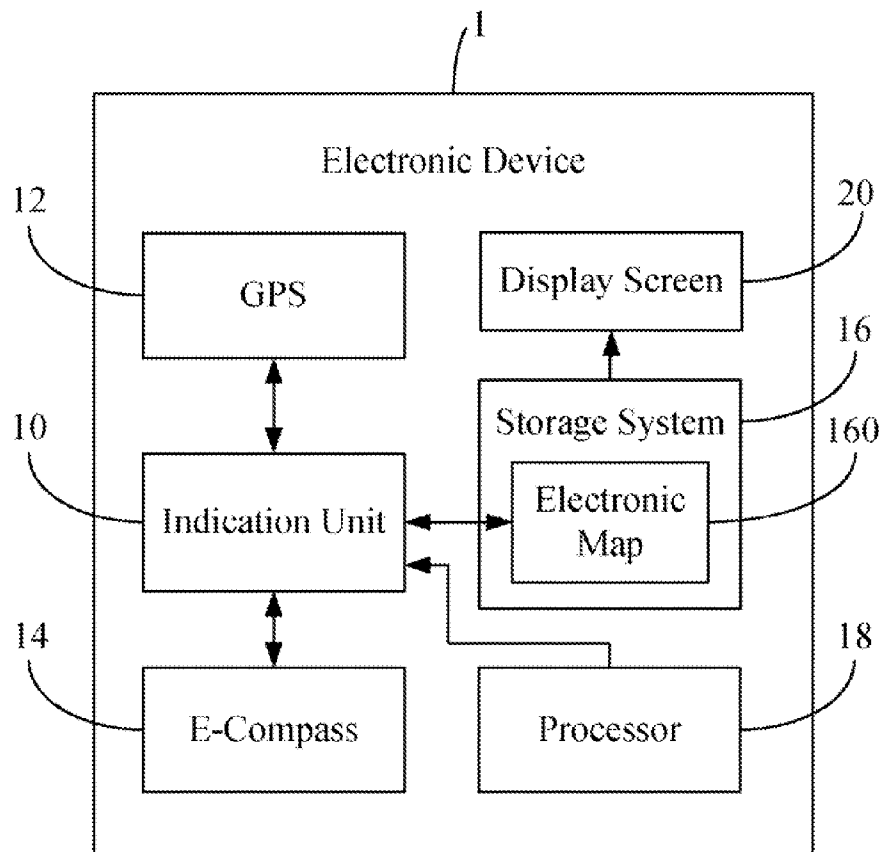 1
Electronic Device
12
20
GPS
Display Screen
16
10
Storage System
160
Indication Unit
Electronic
Map
14
18
E-Compass
Processor